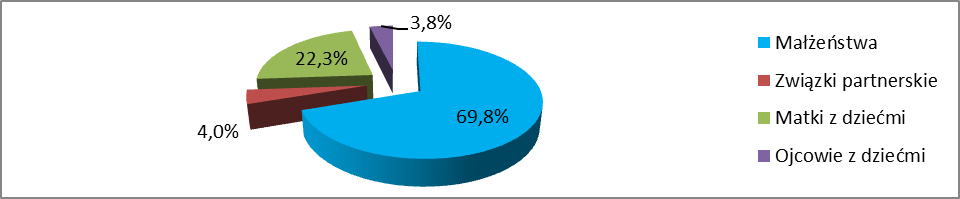 3,8%
22,3%
69,8%
4,0%
Małżeństwa
Związki partnerskie
Matki z dziećmi
Ojcowie z dziećmi